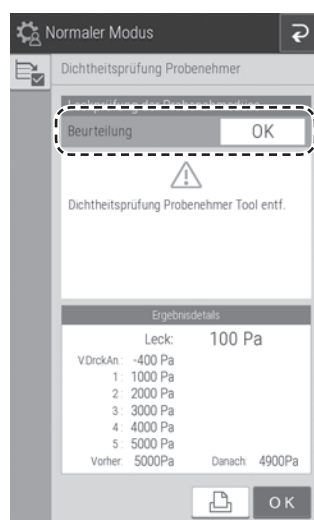 Normaler Modus
Dichtheitsprüfung Probenehmer
Beurteilung OK
Dichtheitsprüfung Probenehmer Tool entf.
Ergebnisdetails
Leck: 100 Pa
V.DrckAn.: -400 Pa
1: 1000 Pa
2: 2000 Pa
3: 3000 Pa
4: 4000 Pa
5: 5000 Pa
Vorher: 5000Pa Danach: 4900Pa
OK